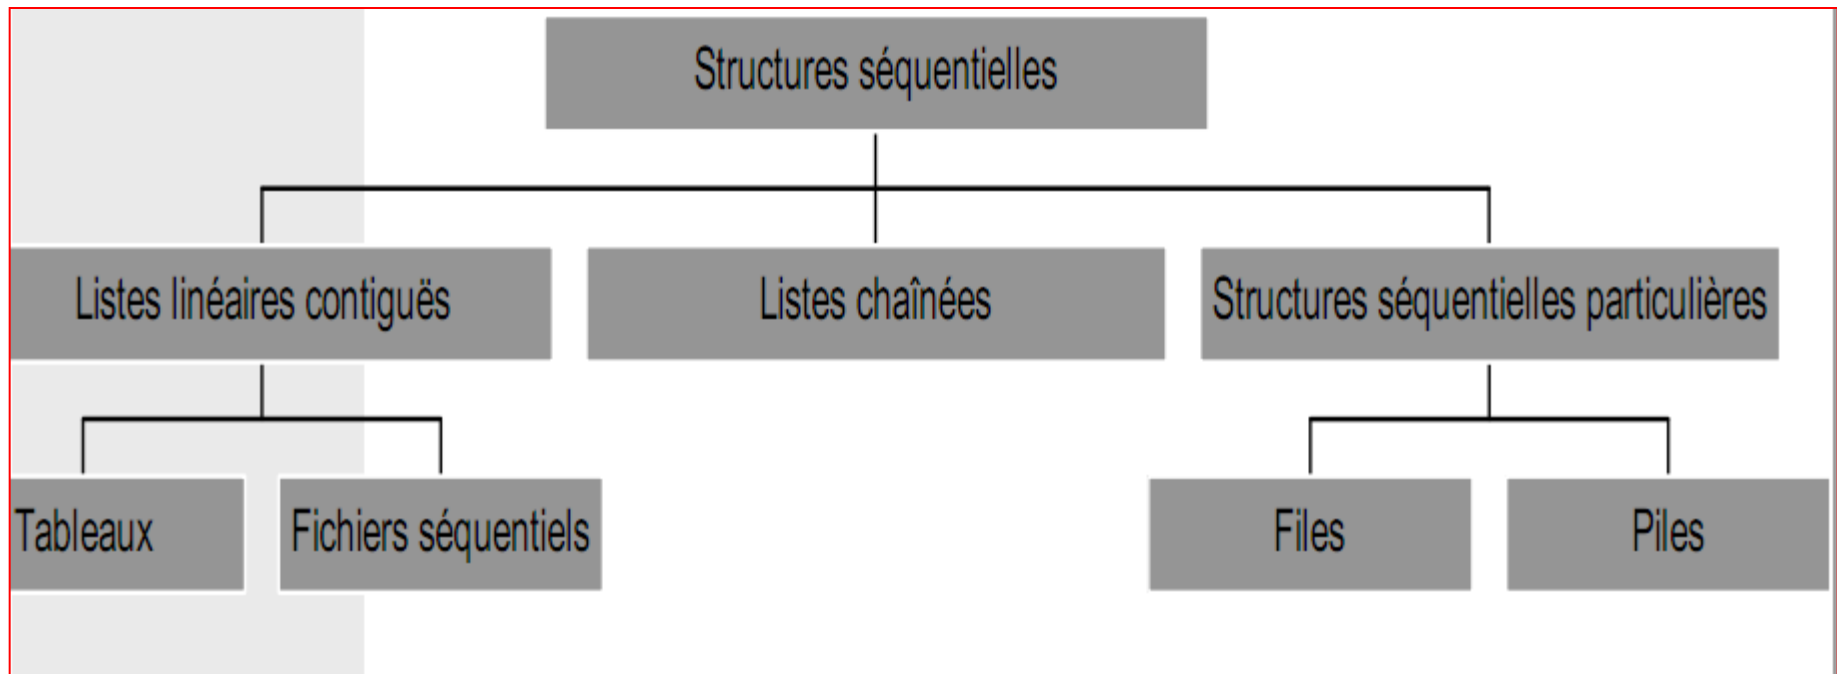 Structures séquentielles
Listes linéaires contiguës
Listes chaînées
Structures séquentielles particulières
Tableaux
Fichiers séquentiels
Files
Piles